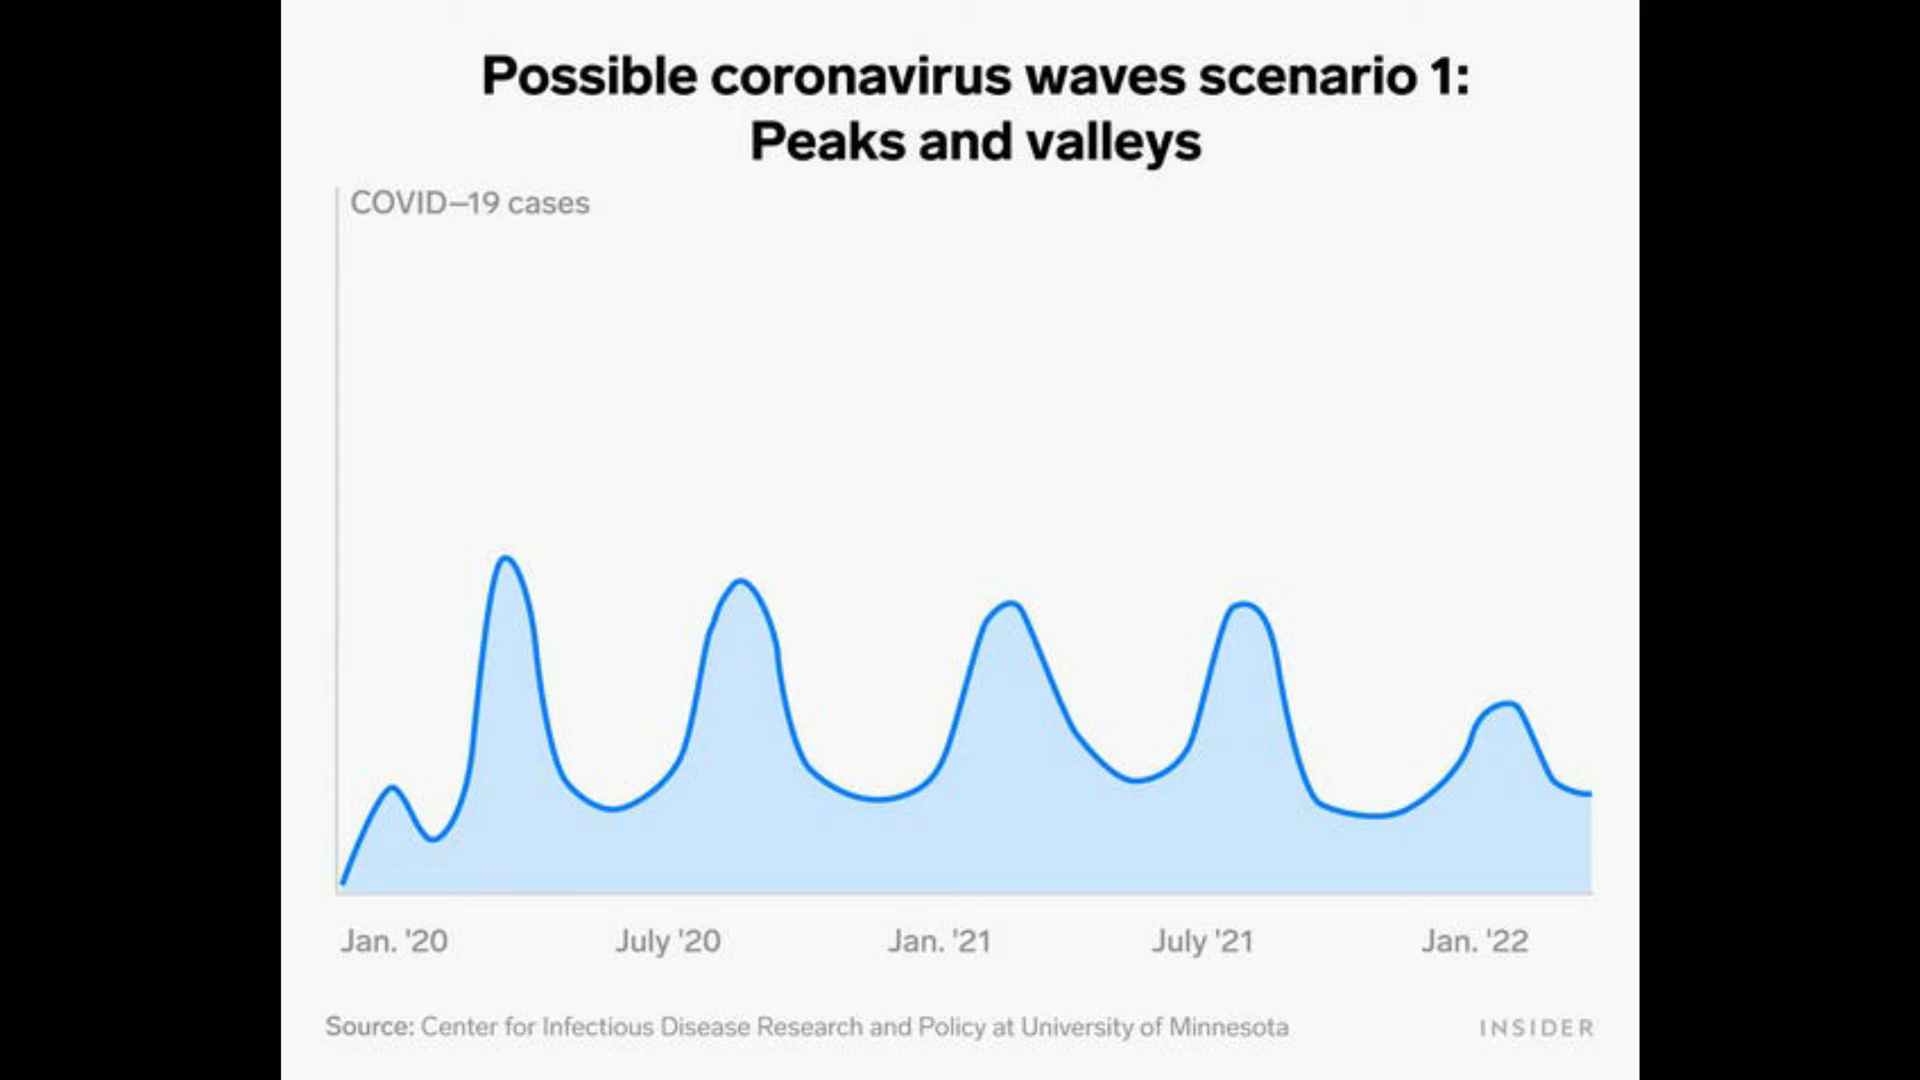 Possible coronavirus waves scenario 1:
Peaks and valleys
COVID–19 cases
Jan. '20 July '20 Jan. '21 July '21 Jan. '22
Source: Center for Infectious Disease Research and Policy at University of Minnesota
INSIDER